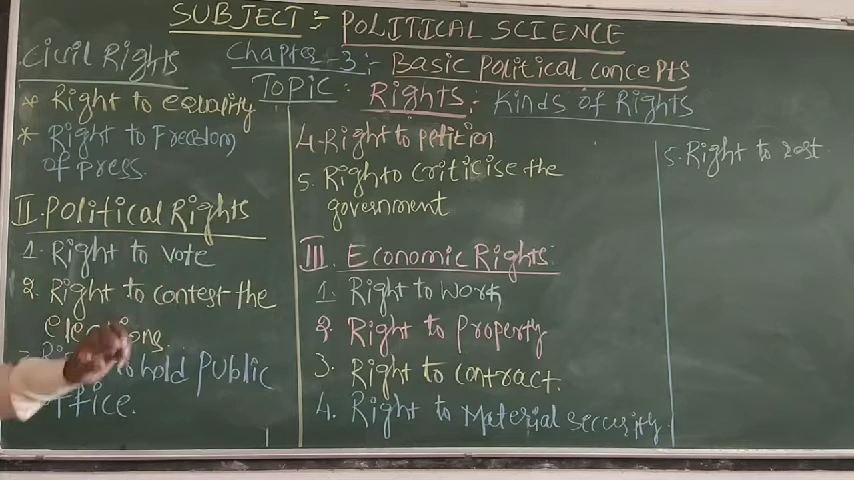 SUBJECT :- POLITICAL SCIENCE
Chapter-3 :- Basic Political concepts
Topic : Rights : Kinds of Rights
Civil Rights
* Right to equality
* Right to Freedom
of press
II. Political Rights
1. Right to vote
2. Right to contest the
hold public
4. Right to petition
5. Right to criticise the
government
III. Economic Rights
1. Right to work
2. Right to property
3. Right to contract.
4. Right to Material security
5. Right to rest